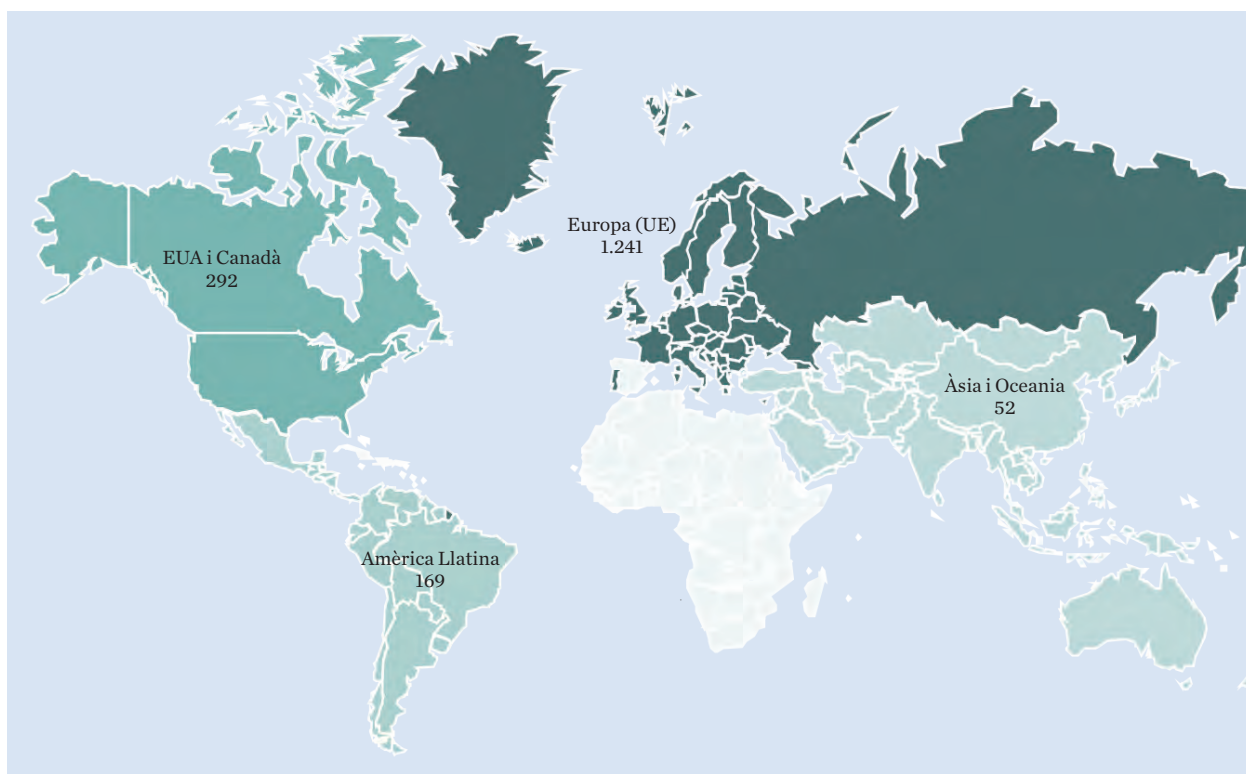 Europa (UE)
1.241
EUA i Canadà
292
Àsia i Oceania
52
Amèrica Llatina
169